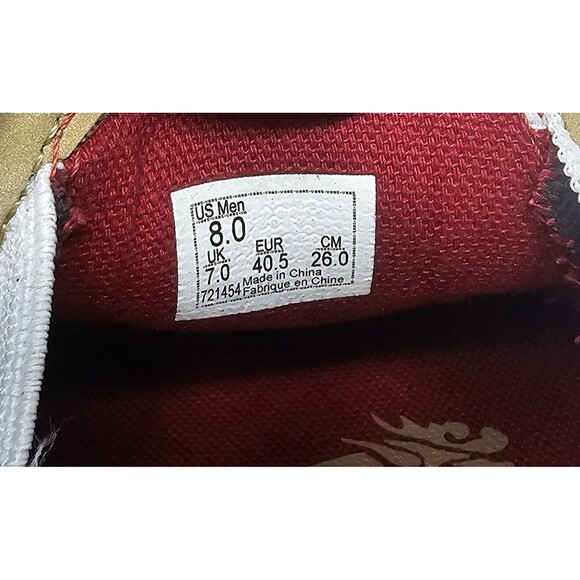 US Men
8.0
UK EUR CM
7.0 40.5 26.0
Made in China
721454 Fabrique en Chine